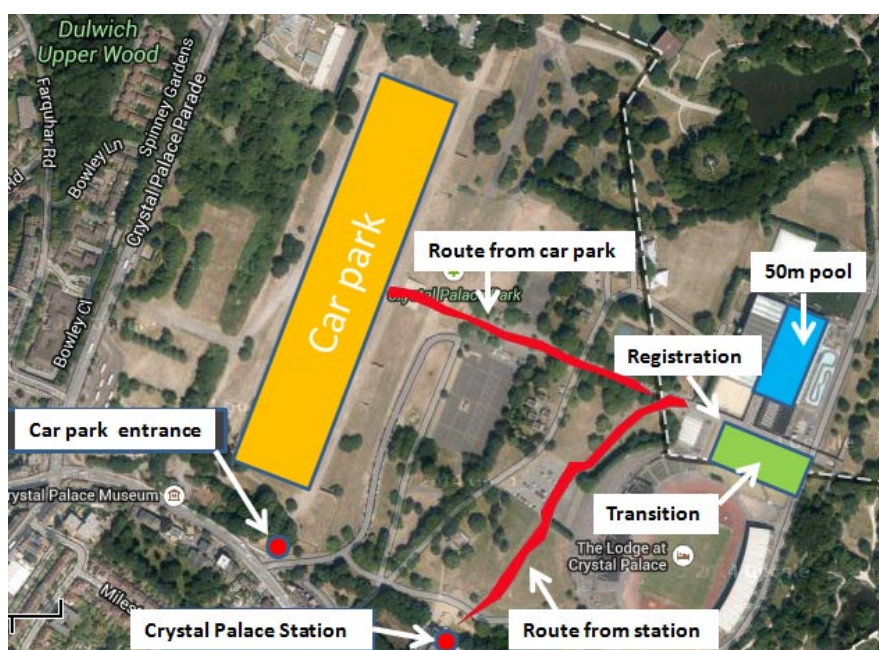 Dulwich
Upper Wood
Farquhar Rd
Spinney Gardens
Bowley Ln
Crystal Palace Parade
Rd
Bowley Cl
Car park
Route from car park
Crystal Palace Park
50m pool
Registration
Car park entrance
rystal Palace Museum
Transition
The Lodge at
Crystal Palace
Crystal Palace Station
Route from station